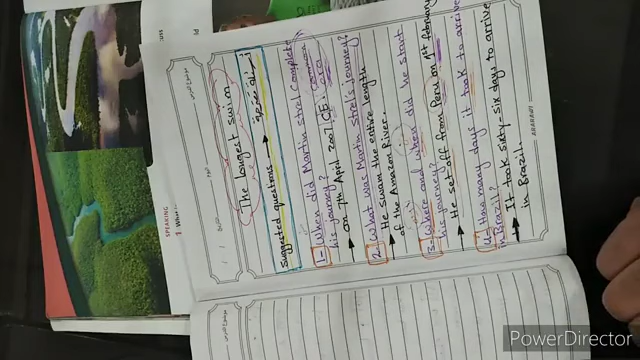 The longest swim
Suggested questions
1- When did Martin Strel complete
his journey?
on 7th April 2007 CE.
2- What was Martin Strel's journey?
He swam the entire length
of the Amazon River.
3- Where and when did he start
his journey?
He set off from Peru on 1st february
4- How many days it took to arrive
in Brazil?
It took sixty-six days to arrive
in Brazil.
SPEAKING
PowerDirector